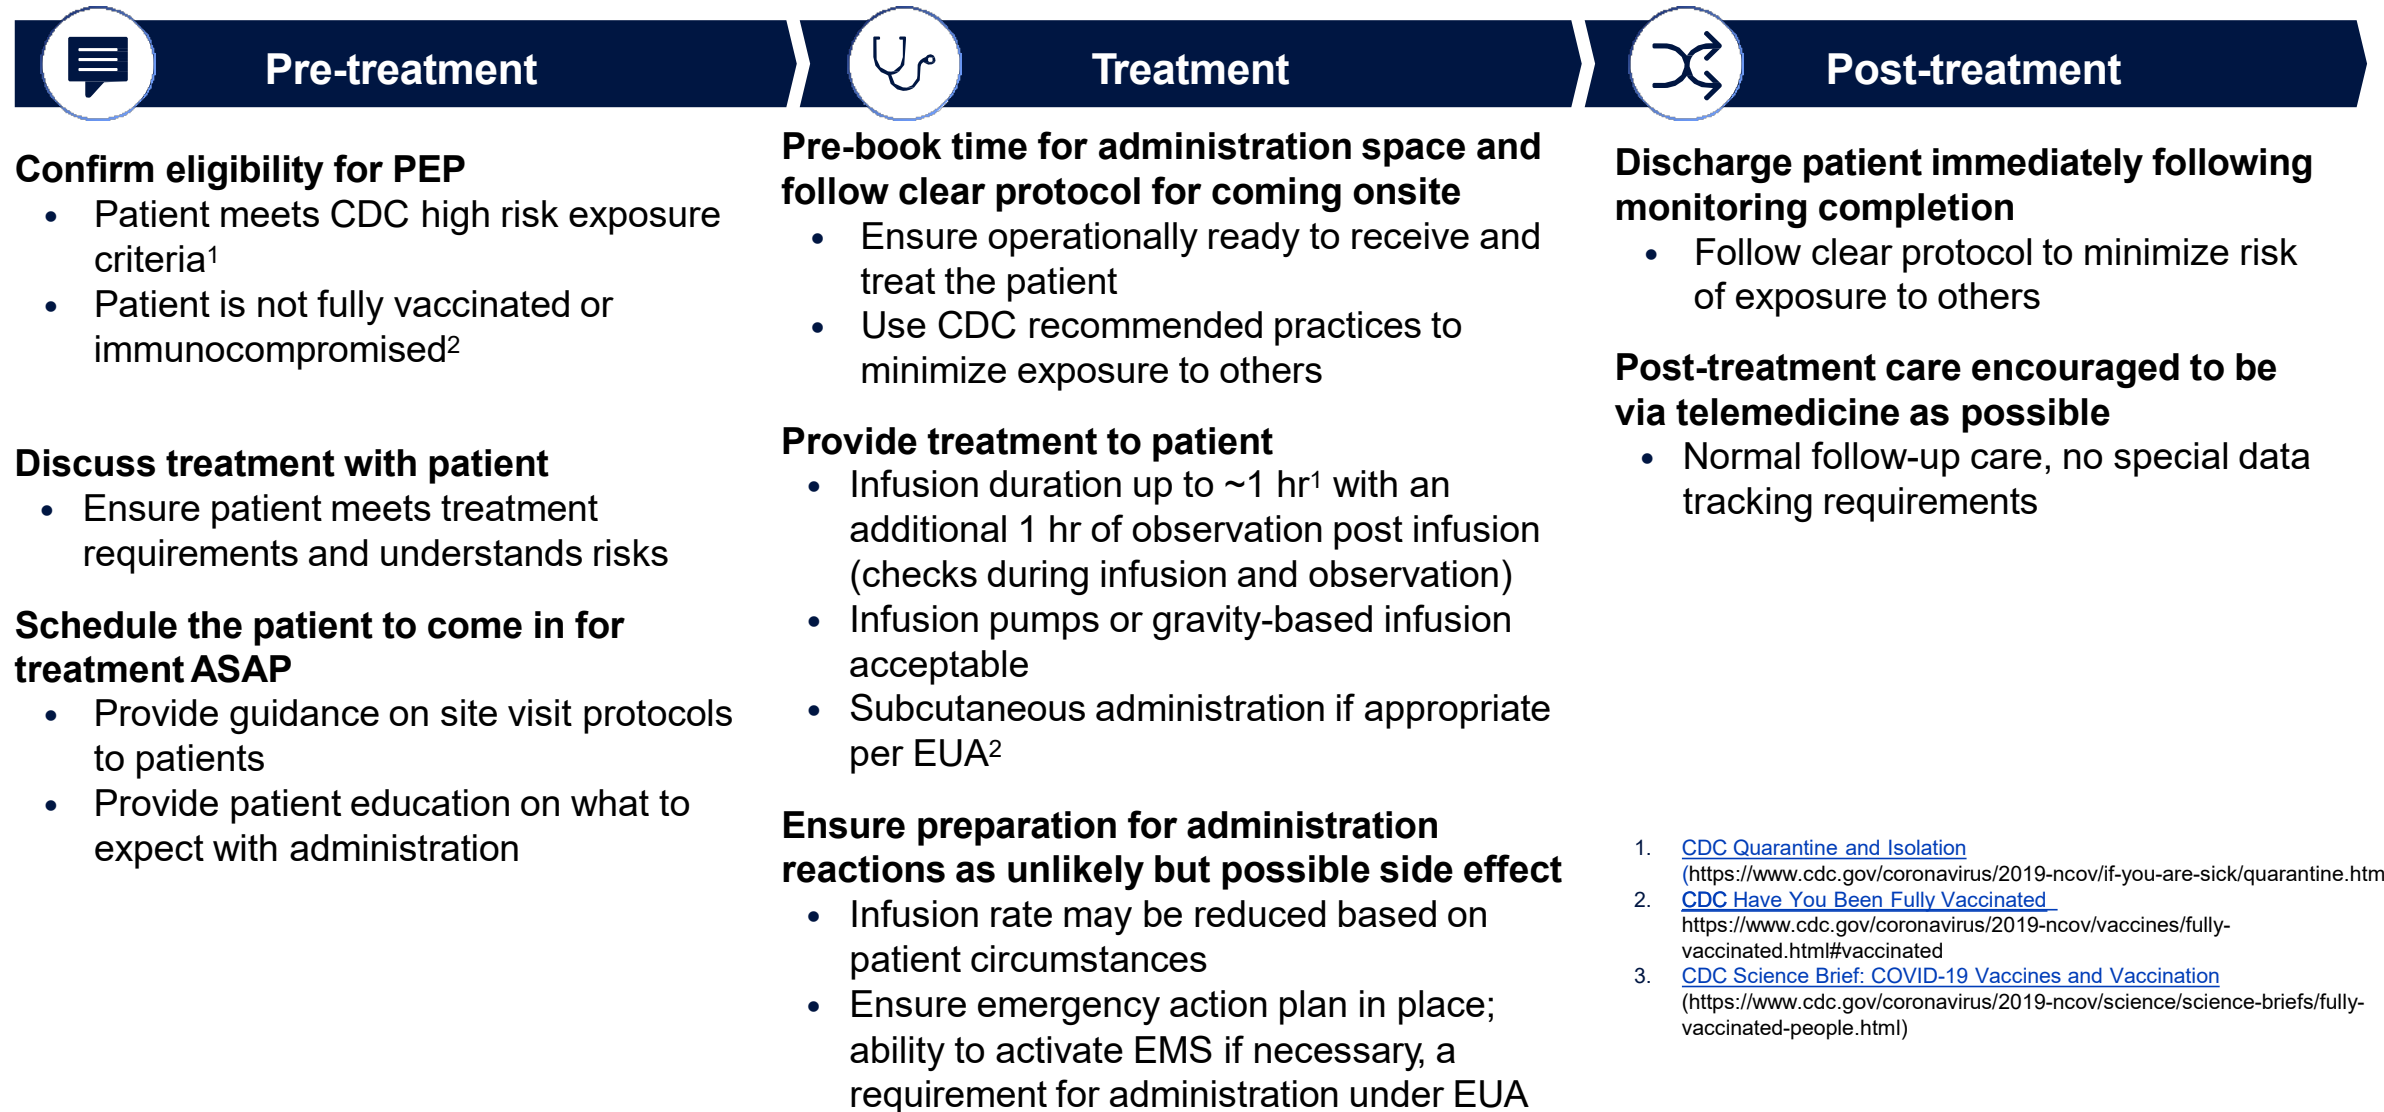 Pre-treatment
Treatment
Post-treatment
Confirm eligibility for PEP
• Patient meets CDC high risk exposure
criteria1
• Patient is not fully vaccinated or
immunocompromised2
Discuss treatment with patient
• Ensure patient meets treatment
requirements and understands risks
Schedule the patient to come in for
treatment ASAP
• Provide guidance on site visit protocols
to patients
• Provide patient education on what to
expect with administration
Pre-book time for administration space and
follow clear protocol for coming onsite
• Ensure operationally ready to receive and
treat the patient
• Use CDC recommended practices to
minimize exposure to others
Provide treatment to patient
• Infusion duration up to ~1 hr1 with an
additional 1 hr of observation post infusion
(checks during infusion and observation)
• Infusion pumps or gravity-based infusion
acceptable
• Subcutaneous administration if appropriate
per EUA2
Ensure preparation for administration
reactions as unlikely but possible side effect
• Infusion rate may be reduced based on
patient circumstances
• Ensure emergency action plan in place;
ability to activate EMS if necessary, a
requirement for administration under EUA
Discharge patient immediately following
monitoring completion
• Follow clear protocol to minimize risk
of exposure to others
Post-treatment care encouraged to be
via telemedicine as possible
• Normal follow-up care, no special data
tracking requirements
1. CDC Quarantine and Isolation
(https://www.cdc.gov/coronavirus/2019-ncov/if-you-are-sick/quarantine.htm
2. CDC Have You Been Fully Vaccinated
https://www.cdc.gov/coronavirus/2019-ncov/vaccines/fully-
vaccinated.html#vaccinated
3. CDC Science Brief: COVID-19 Vaccines and Vaccination
(https://www.cdc.gov/coronavirus/2019-ncov/science/science-briefs/fully-
vaccinated-people.html)